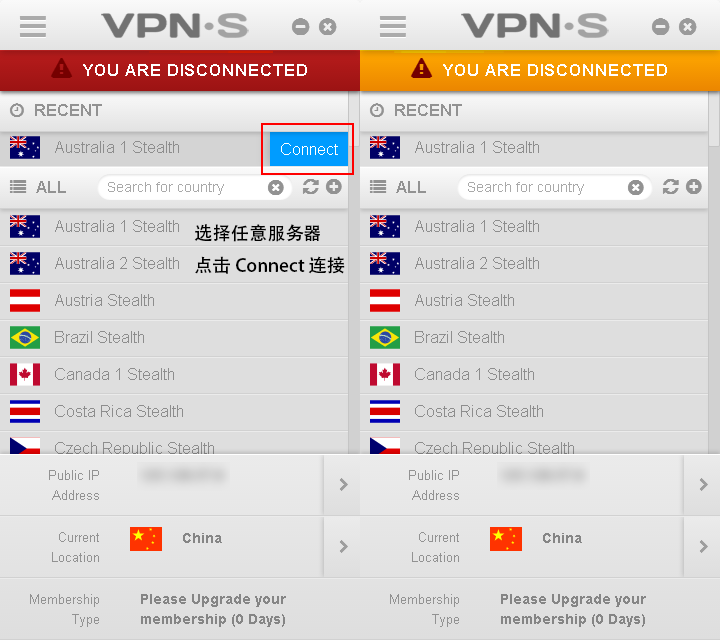 VPN·S
YOU ARE DISCONNECTED
RECENT
Australia 1 Stealth
Connect
ALL
Search for country
Australia 1 Stealth
选择任意服务器
Australia 2 Stealth
点击 Connect 连接
Austria Stealth
Brazil Stealth
Canada 1 Stealth
Costa Rica Stealth
Czech Republic Stealth
Public IP
Address
Current
Location
China
Membership
Type
Please Upgrade your
membership (0 Days)
VPN·S
YOU ARE DISCONNECTED
RECENT
Australia 1 Stealth
ALL
Search for country
Australia 1 Stealth
Australia 2 Stealth
Austria Stealth
Brazil Stealth
Canada 1 Stealth
Costa Rica Stealth
Czech Republic Stealth
Public IP
Address
Current
Location
China
Membership
Type
Please Upgrade your
membership (0 Days)